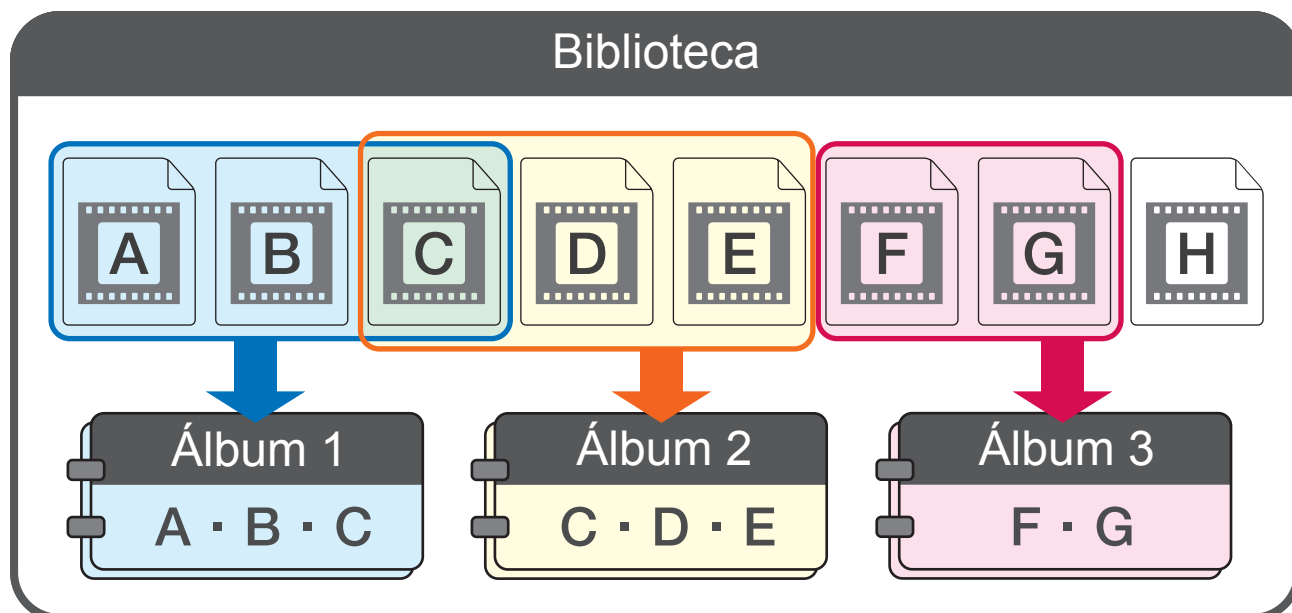 Biblioteca
A B C D E F G H
Álbum 1 Álbum 2 Álbum 3
A · B · C C · D · E F · G